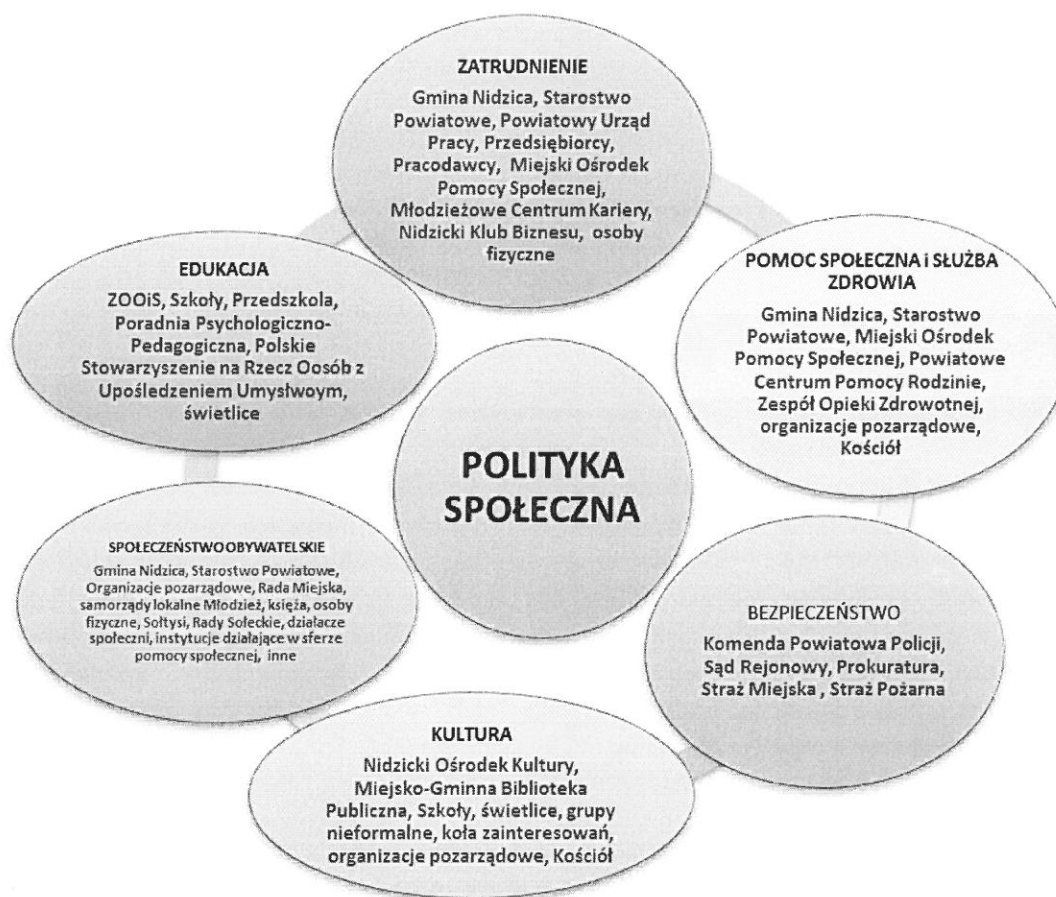 ZATRUDNIENIE
Gmina Nidzica, Starostwo
Powiatowe, Powiatowy Urząd
Pracy, Przedsiębiorcy,
Pracodawcy, Miejski Ośrodek
Pomocy Społecznej,
Młodzieżowe Centrum Kariery,
Nidzicki Klub Biznesu, osoby
fizyczne
POMOC SPOŁECZNA i SŁUŻBA
ZDROWIA
Gmina Nidzica, Starostwo
Powiatowe, Miejski Ośrodek
Pomocy Społecznej, Powiatowe
Centrum Pomocy Rodzinie,
Zespół Opieki Zdrowotnej,
organizacje pozarządowe,
Kościół
BEZPIECZEŃSTWO
Komenda Powiatowa Policji,
Sąd Rejonowy, Prokuratura,
Straż Miejska , Straż Pożarna
KULTURA
Nidzicki Ośrodek Kultury,
Miejsko-Gminna Biblioteka
Publiczna, Szkoły, świetlice, grupy
nieformalne, koła zainteresowań,
organizacje pozarządowe, Kościół
SPOŁECZEŃSTWO OBYWATELSKIE
Gmina Nidzica, Starostwo Powiatowe,
Organizacje pozarządowe, Rada Miejska,
samorządy lokalne Młodzież, księża, osoby
fizyczne, Sołtysi, Rady Sołeckie, działacze
społeczni, instytucje działające w sferze
pomocy społecznej, inne
EDUKACJA
ZOOiS, Szkoły, Przedszkola,
Poradnia Psychologiczno-
Pedagogiczna, Polskie
Stowarzyszenie na Rzecz Oosób z
Upośledzeniem Umysłwoym,
świetlice
POLITYKA
SPOŁECZNA